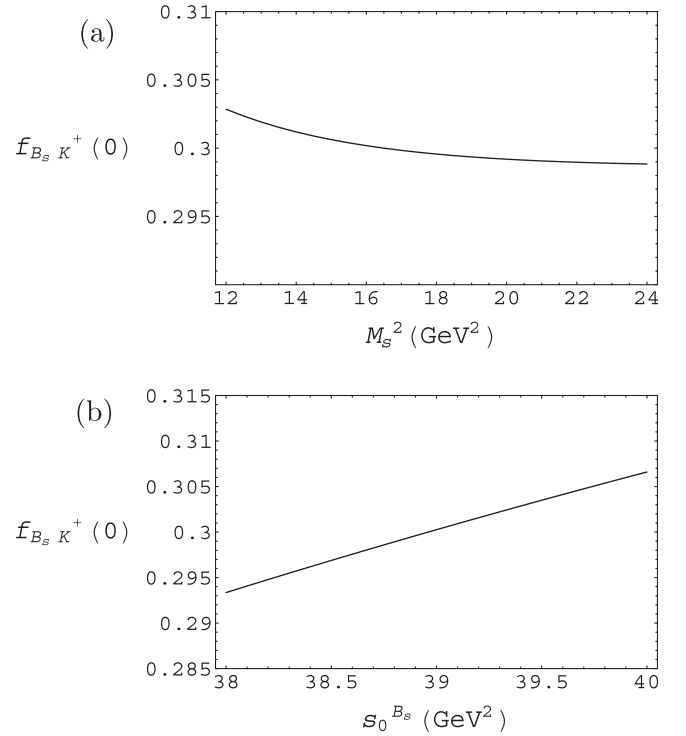 (a)
0.31
0.305
0.3
0.295
f_{B_s K}^+ (0)
12 14 16 18 20 22 24
M_s^2 (GeV^2)
(b)
0.315
0.31
0.305
0.3
0.295
0.29
0.285
f_{B_s K}^+ (0)
38 38.5 39 39.5 40
s_0^{B_s} (GeV^2)